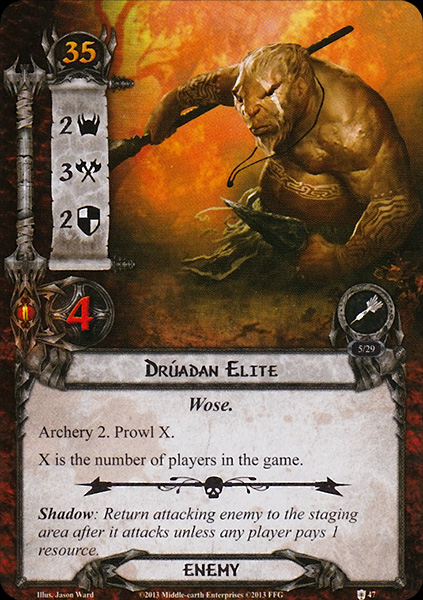 35
2
3
2
4
5/29
Drúadan Elite
Wose.
Archery 2. Prowl X.
X is the number of players in the game.
Shadow: Return attacking enemy to the staging
area after it attacks unless any player pays 1
resource.
ENEMY
Illus. Jason Ward ©2013 Middle-earth Enterprises ©2013 FFG 47